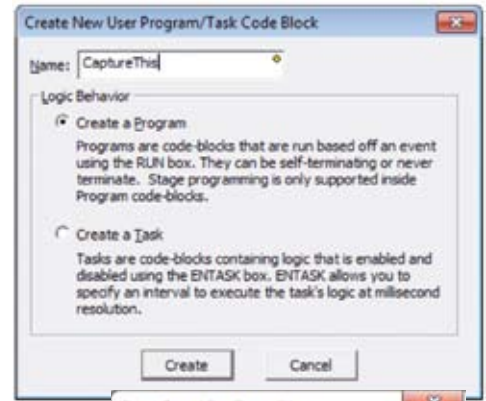 Create New User Program/Task Code Block
Name: CaptureThis
Logic Behavior
Create a Program
Programs are code-blocks that are run based off an event
using the RUN box. They can be self-terminating or never
terminate. Stage programming is only supported inside
Program code-blocks.
Create a Task
Tasks are code-blocks containing logic that is enabled and
disabled using the ENTASK box. ENTASK allows you to
specify an interval to execute the task's logic at millisecond
resolution.
Create Cancel